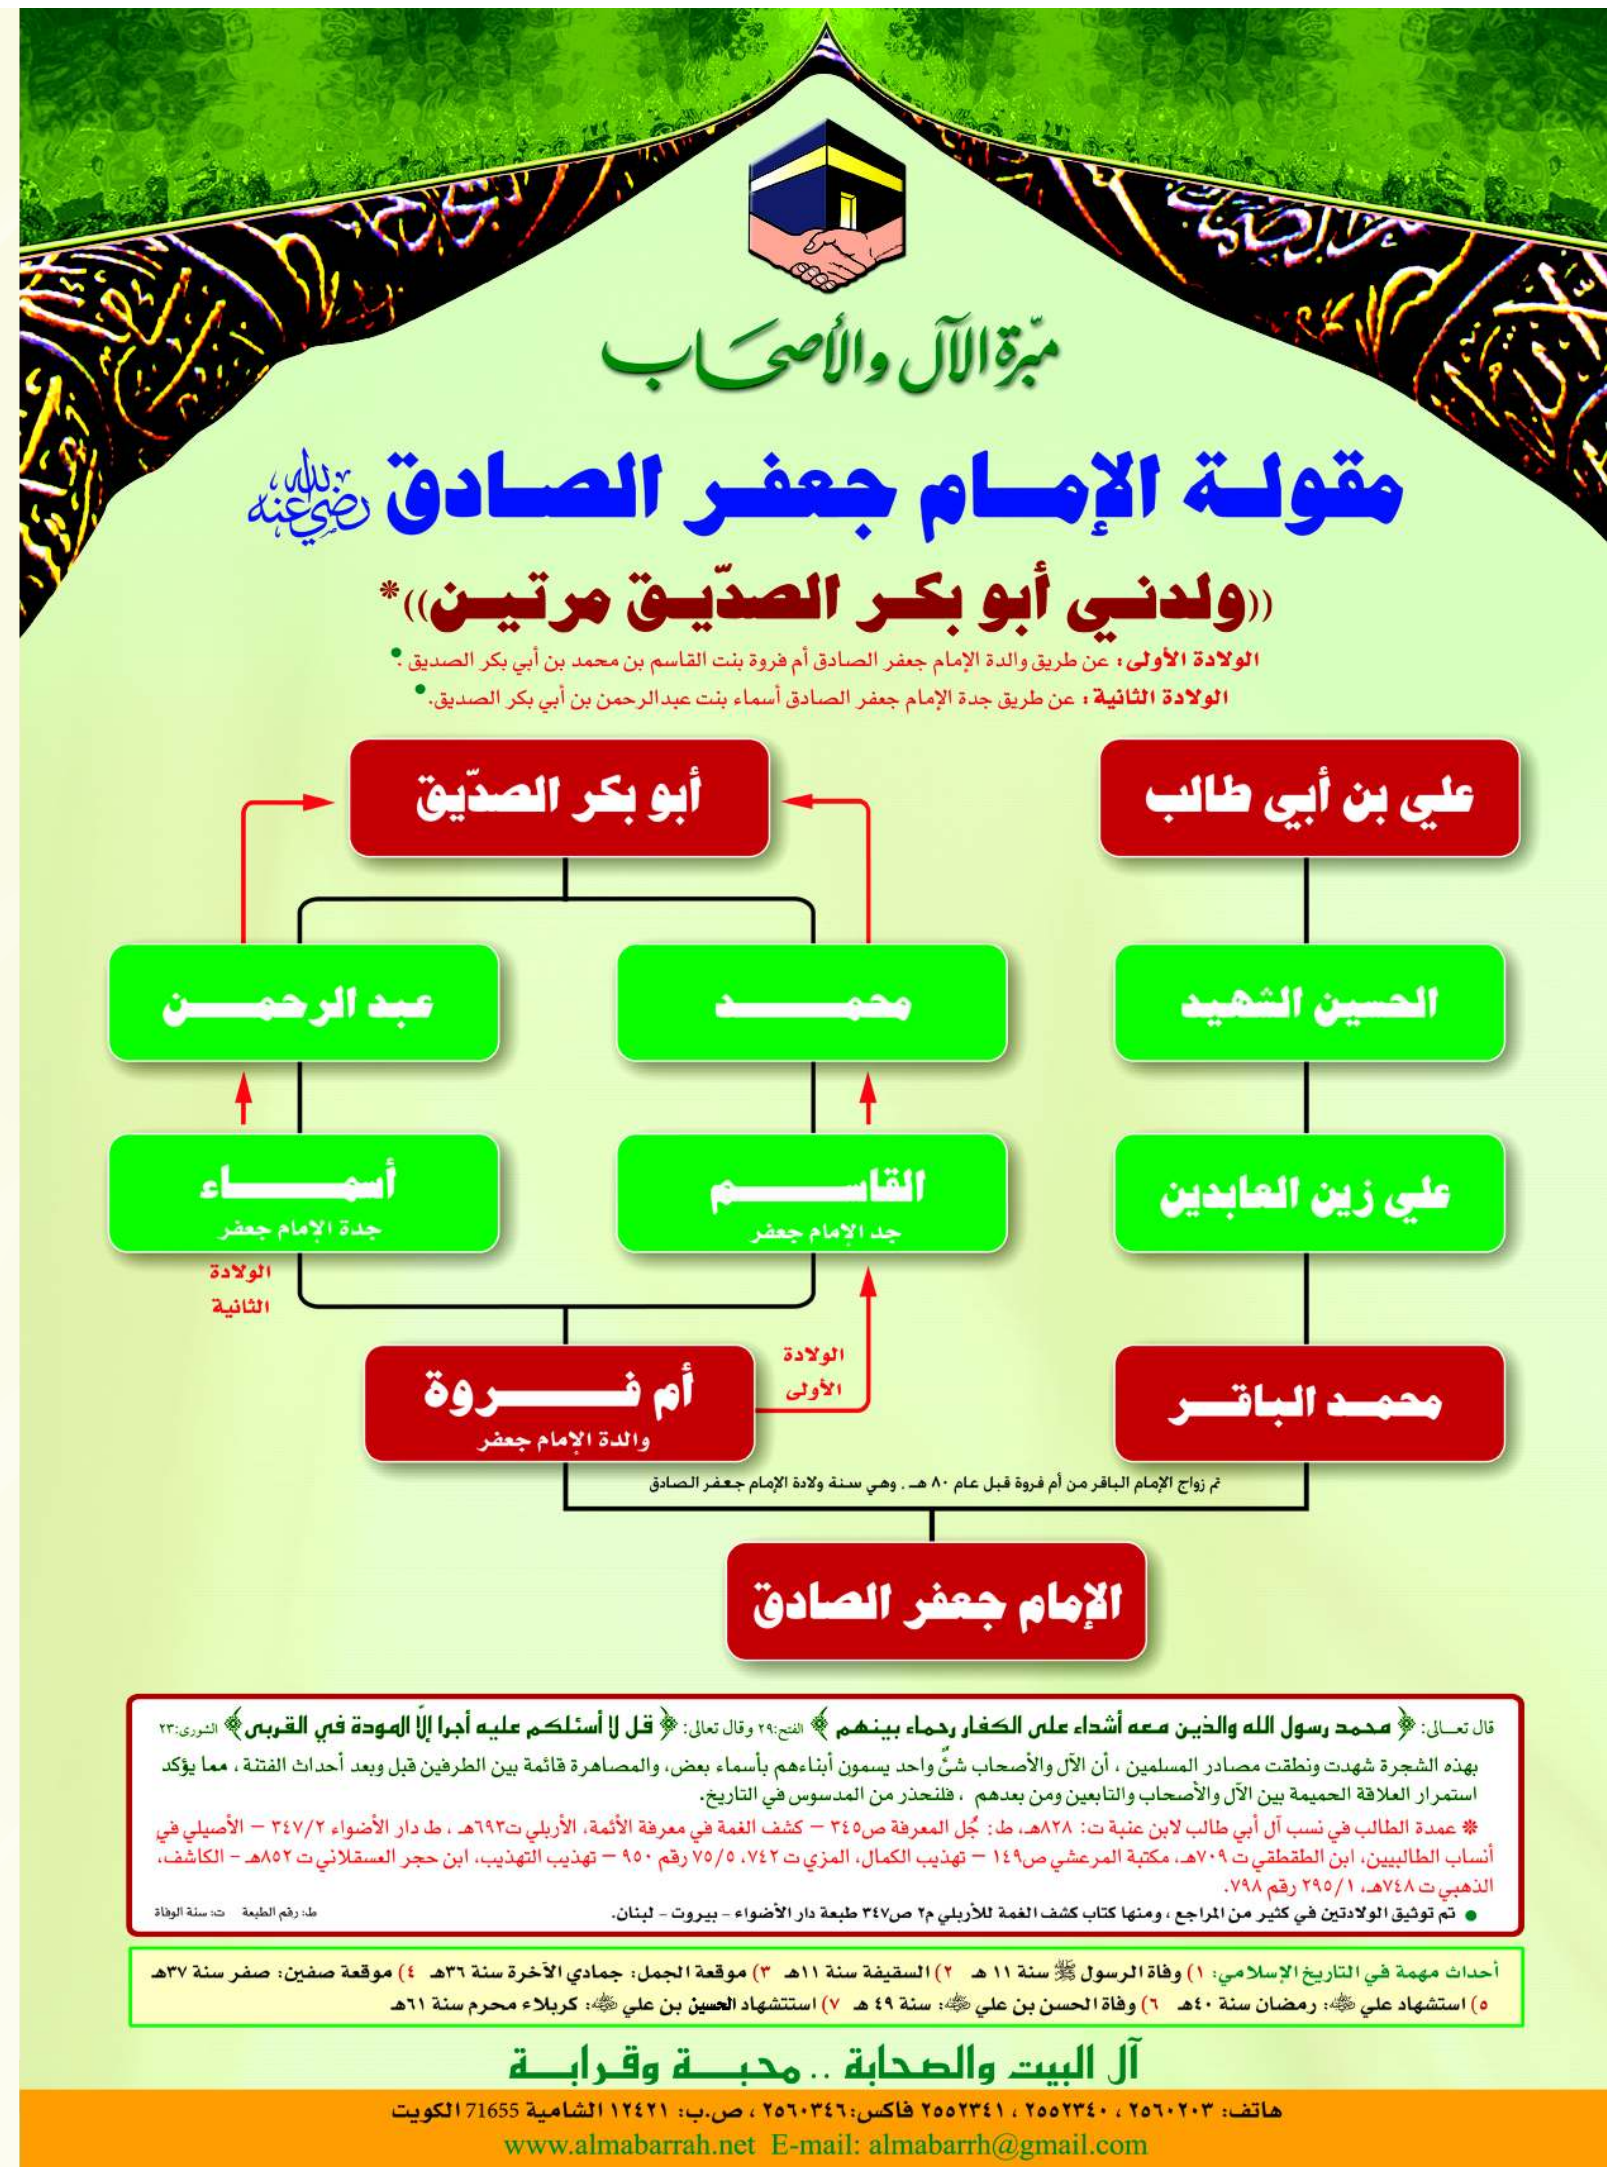 مبرّة الآل والأصحاب
مقولة الإمام جعفر الصادق رضي الله عنه
((ولدني أبو بكر الصدّيق مرتين))*
الولادة الأولى: عن طريق والدة الإمام جعفر الصادق أم فروة بنت القاسم بن محمد بن أبي بكر الصديق.●
الولادة الثانية: عن طريق جدة الإمام جعفر الصادق أسماء بنت عبدالرحمن بن أبي بكر الصديق.●
علي بن أبي طالب
أبو بكر الصدّيق
الحسين الشهيد
محمد
عبد الرحمن
علي زين العابدين
القاسم
جد الإمام جعفر
أسماء
جدة الإمام جعفر
الولادة
الثانية
الولادة
الأولى
محمد الباقر
أم فروة
والدة الإمام جعفر
تم زواج الإمام الباقر من أم فروة قبل عام ٨٠ هـ . وهي سنة ولادة الإمام جعفر الصادق
الإمام جعفر الصادق
قال تعالى: ﴿ محمد رسول الله والذين معه أشداء على الكفار رحماء بينهم ﴾ الفتح:٢٩ وقال تعالى: ﴿ قل لا أسئلكم عليه أجرا إلّا المودة في القربى﴾ الشورى:٢٣
بهذه الشجرة شهدت ونطقت مصادر المسلمين ، أن الآل والأصحاب شئٌ واحد يسمون أبناءهم بأسماء بعض، والمصاهرة قائمة بين الطرفين قبل وبعد أحداث الفتنة ، مما يؤكد
استمرار العلاقة الحميمة بين الآل والأصحاب والتابعين ومن بعدهم ، فلنحذر من المدسوس في التاريخ.
* عمدة الطالب في نسب آل أبي طالب لابن عنبة ت: ٨٢٨هـ، ط: جُل المعرفة ص٣٤٥ – كشف الغمة في معرفة الأئمة، الأربلي ت٦٩٣هـ ، ط دار الأضواء ٣٤٧/٢ – الأصيلي في
أنساب الطالبيين، ابن الطقطقي ت ٧٠٩هـ، مكتبة المرعشي ص١٤٩ – تهذيب الكمال، المزي ت ٧٤٢، ٧٥/٥ رقم ٩٥٠ – تهذيب التهذيب، ابن حجر العسقلاني ت ٨٥٢هـ – الكاشف،
الذهبي ت ٧٤٨هـ، ٢٩٥/١ رقم ٧٩٨.
● تم توثيق الولادتين في كثير من المراجع ، ومنها كتاب كشف الغمة للأربلي م٢ ص٣٤٧ طبعة دار الأضواء – بيروت – لبنان. ط: رقم الطبعة ت: سنة الوفاة
أحداث مهمة في التاريخ الإسلامي: ١) وفاة الرسول ﷺ سنة ١١ هـ ٢) السقيفة سنة ١١هـ ٣) موقعة الجمل: جمادي الآخرة سنة ٣٦هـ ٤) موقعة صفين: صفر سنة ٣٧هـ
٥) استشهاد علي رضي الله عنه: رمضان سنة ٤٠هـ ٦) وفاة الحسن بن علي رضي الله عنه: سنة ٤٩ هـ ٧) استتشهاد الحسين بن علي رضي الله عنه: كربلاء محرم سنة ٦١هـ
آل البيت والصحابة .. محبة وقرابة
هاتف: ٢٥٦٠٢٠٣ ، ٢٥٥٢٣٤٠ ، ٢٥٥٢٣٤١ فاكس: ٢٥٦٠٣٤٦ ، ص.ب: ١٢٤٢١ الشامية 71655 الكويت
www.almabarrah.net E-mail: almabarrh@gmail.com